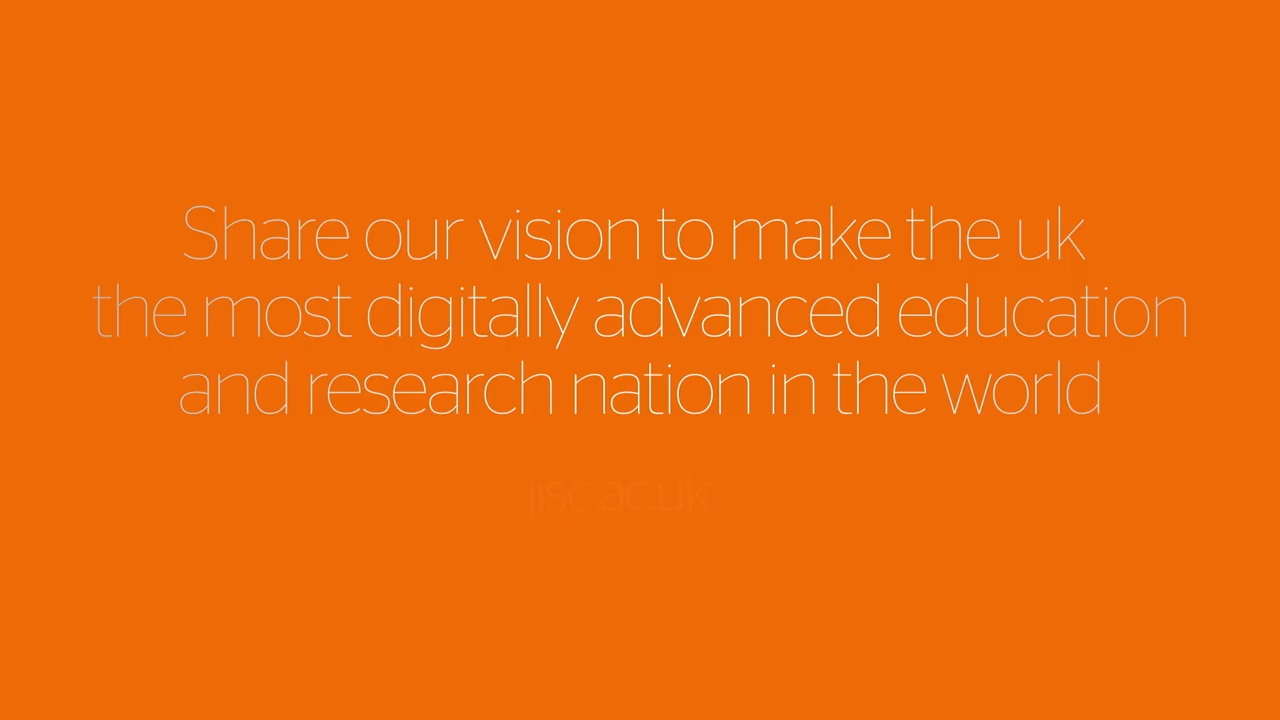 Share our vision to make the uk
the most digitally advanced education
and research nation in the world
jisc.ac.uk